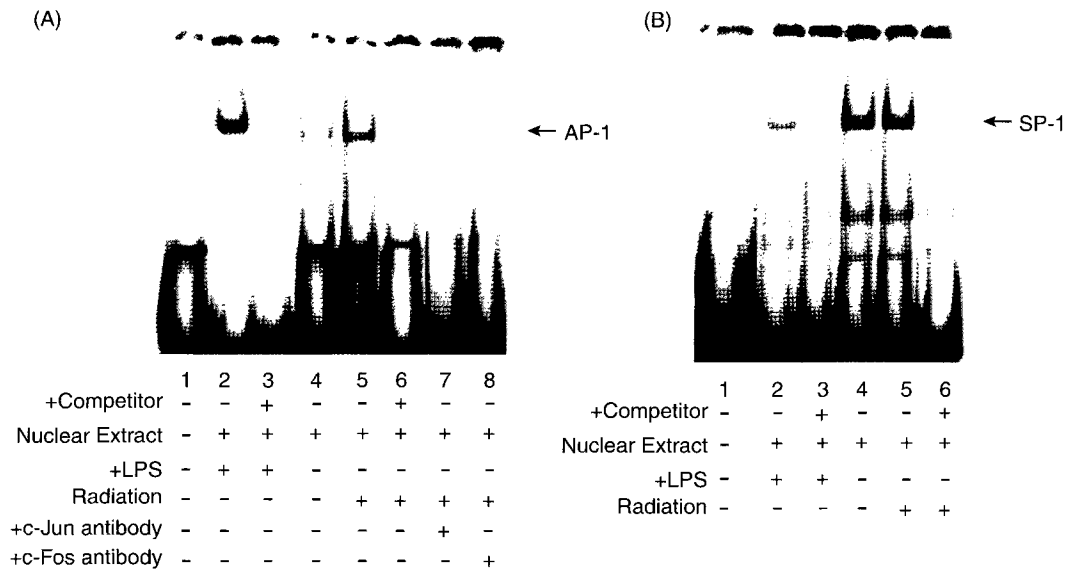 (A)
AP-1
1 2 3 4 5 6 7 8
+Competitor - - + - - + - -
Nuclear Extract - + + + + + + +
+LPS - + + - - - - -
Radiation - - - - + + + +
+c-Jun antibody - - - - - - + -
+c-Fos antibody - - - - - - - +
(B)
SP-1
1 2 3 4 5 6
+Competitor - - + - - +
Nuclear Extract - + + + + +
+LPS - + + - - -
Radiation - - - - + +